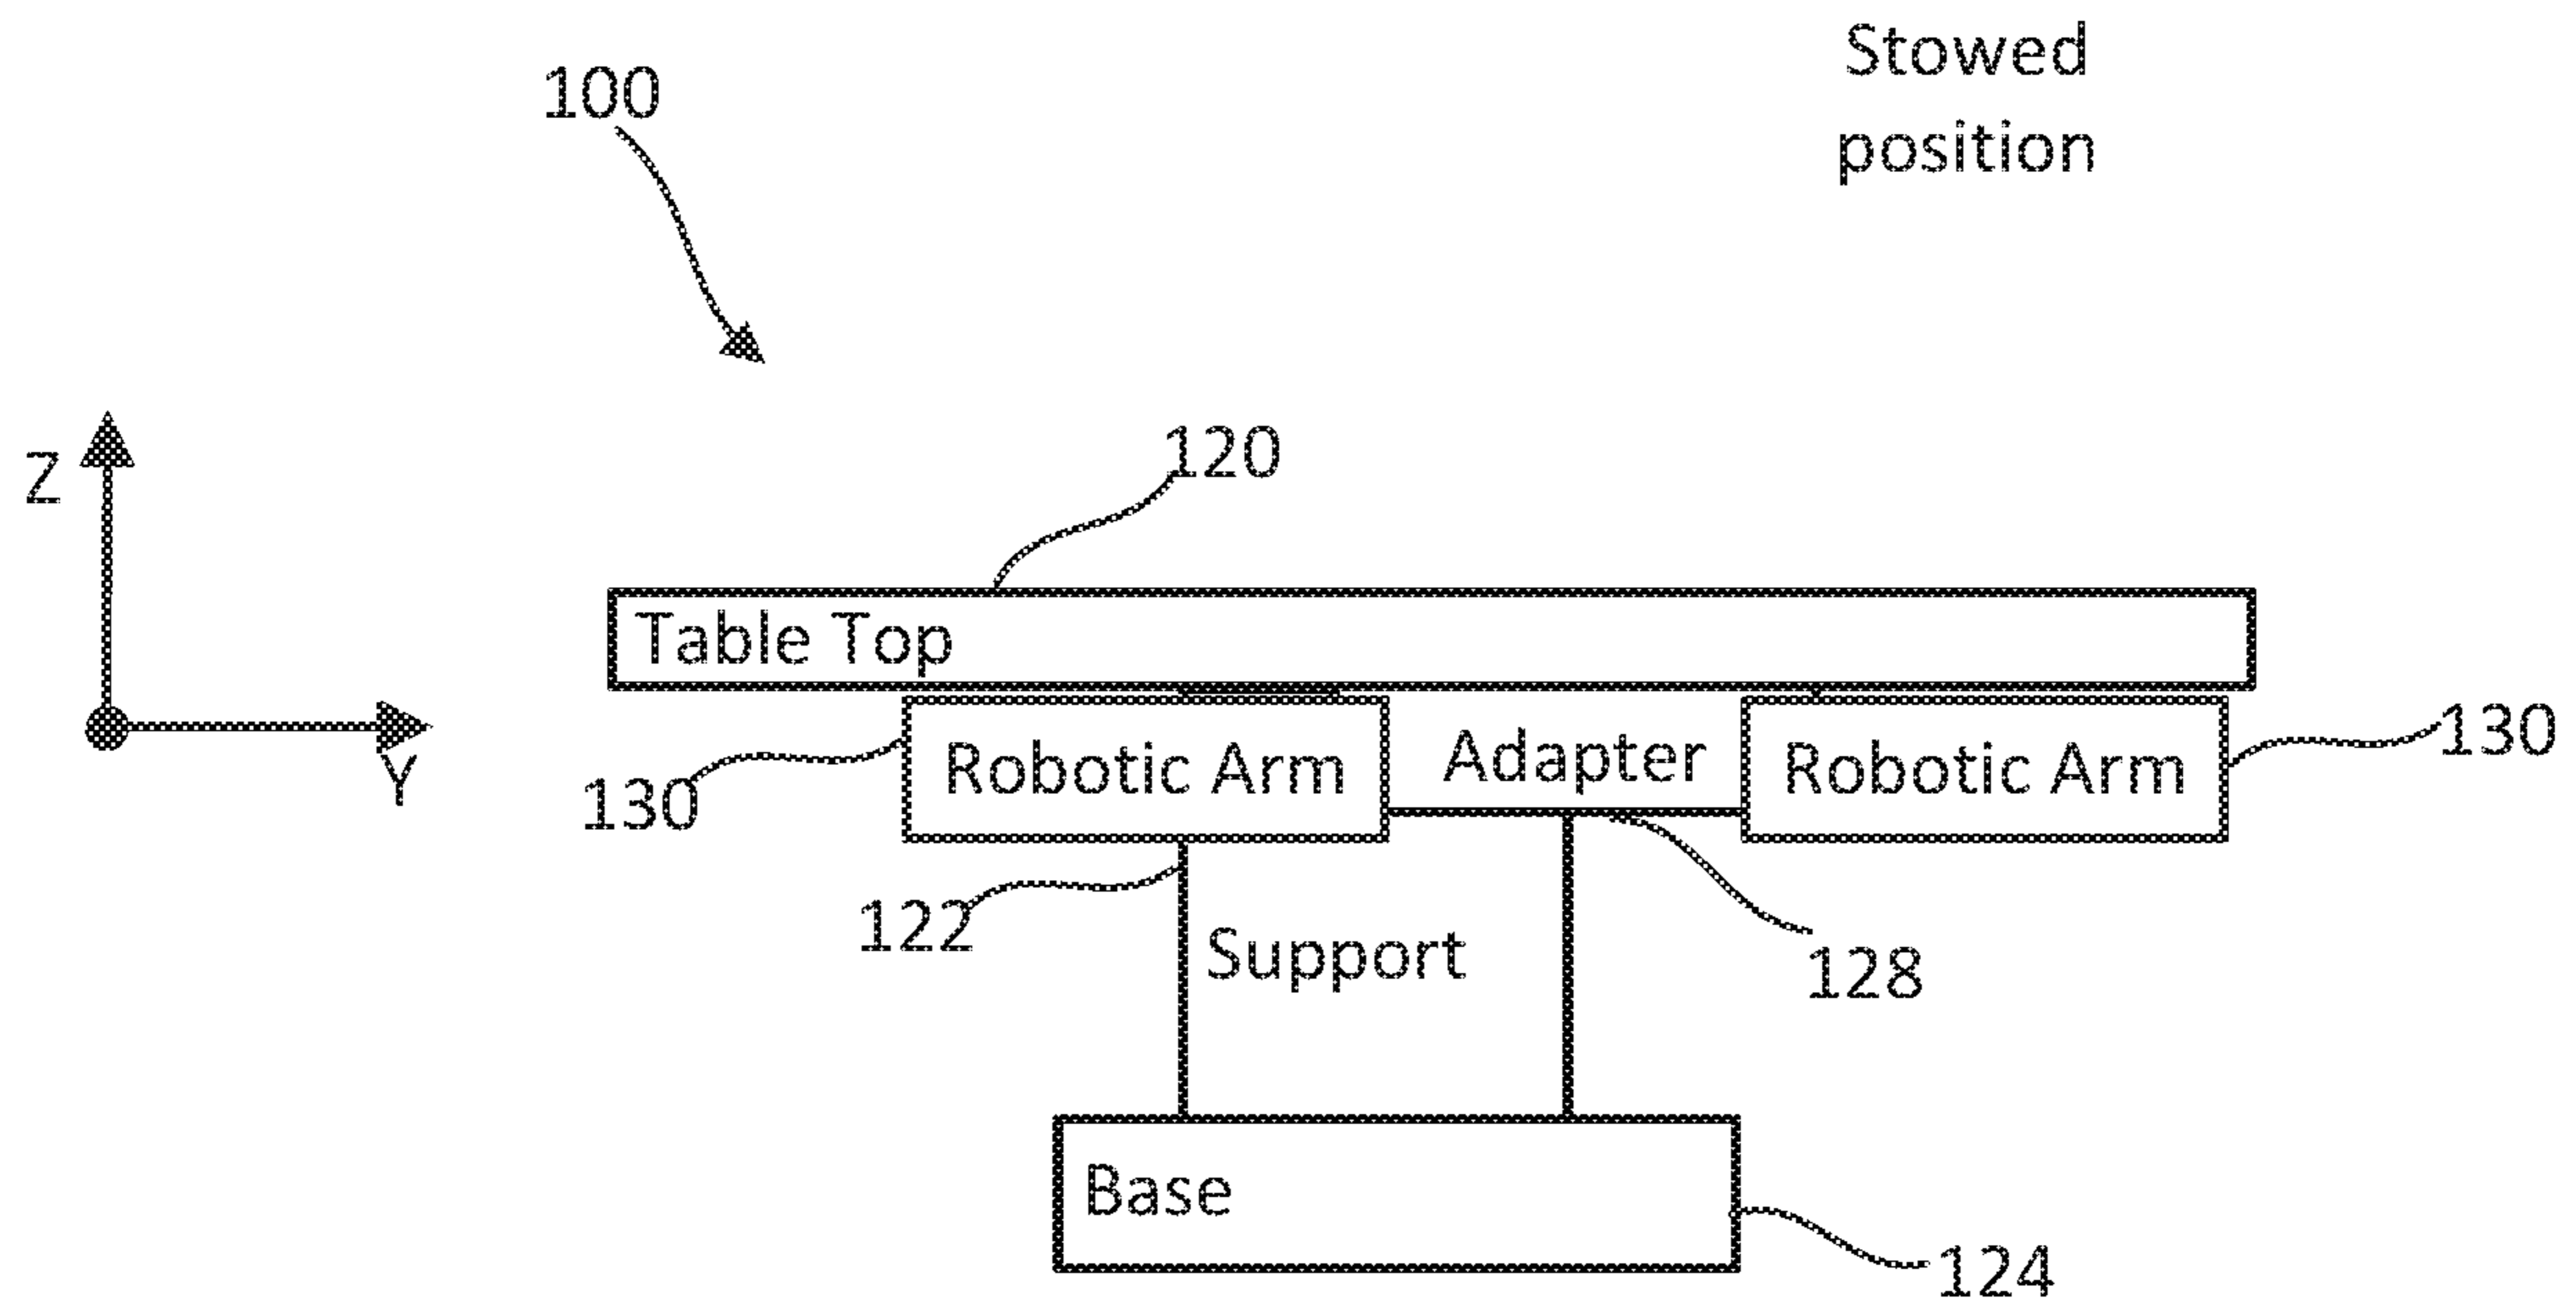 Stowed
position
100
Z
Y
120
Table Top
130
Robotic Arm
Adapter
Robotic Arm
130
122
Support
128
Base
124